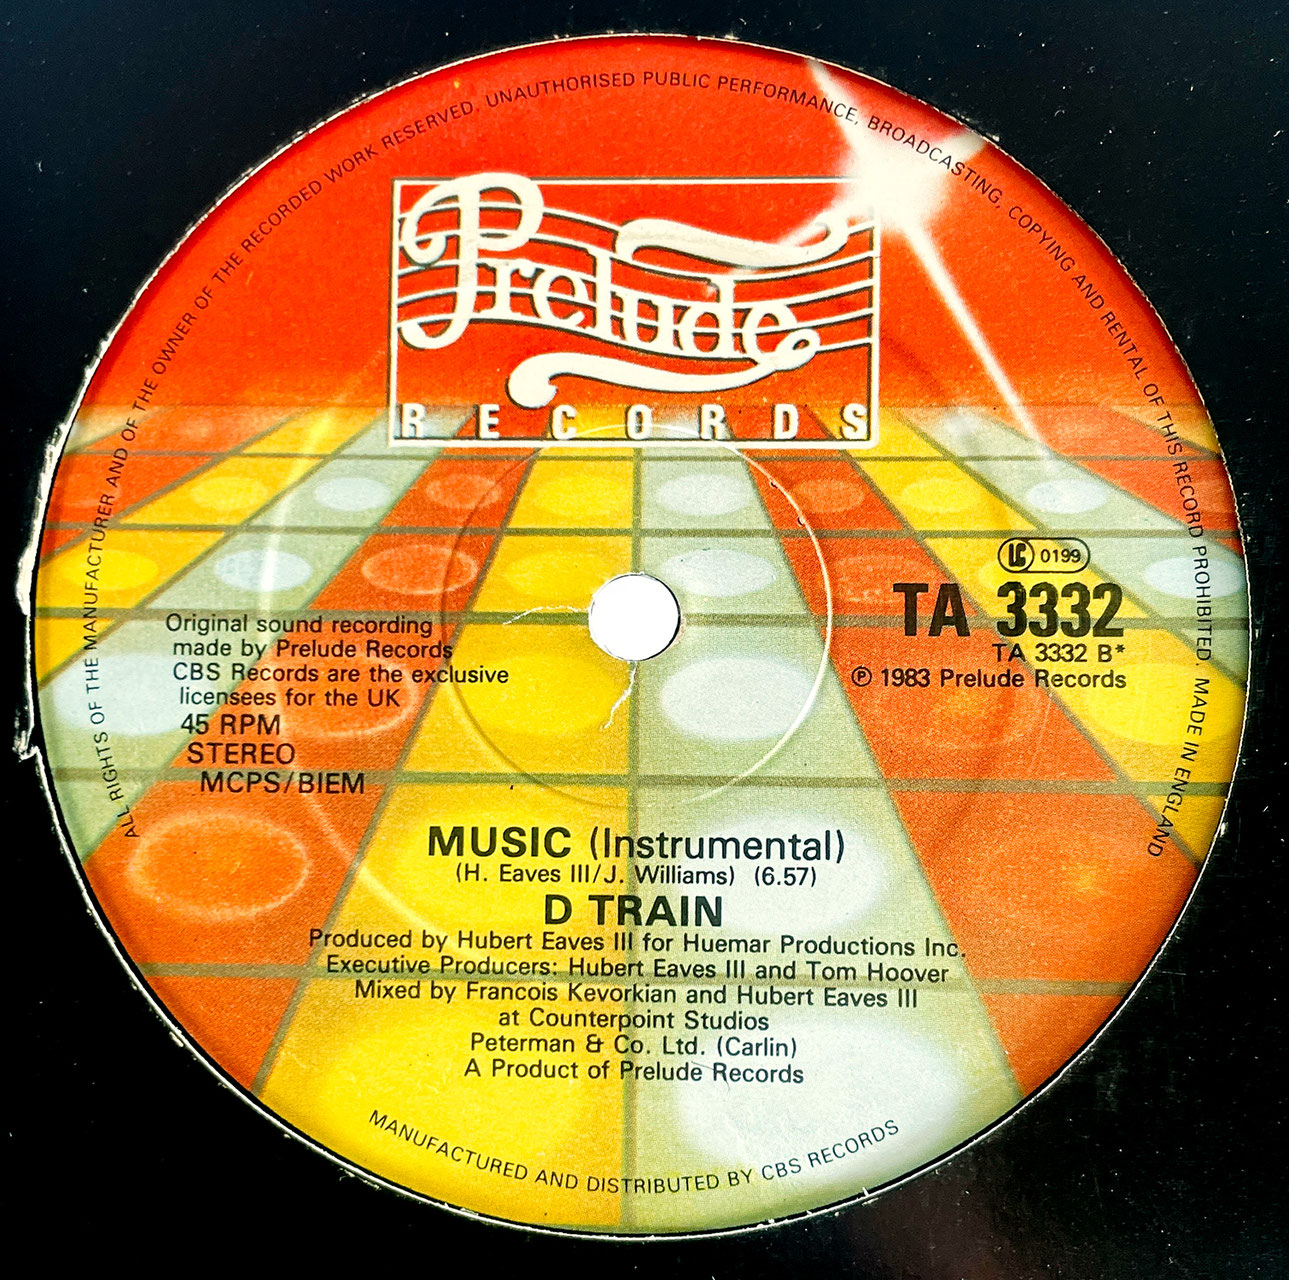 ALL RIGHTS OF THE MANUFACTURER AND OF THE OWNER OF THE RECORDED WORK RESERVED. UNAUTHORISED PUBLIC PERFORMANCE, BROADCASTING, COPYING AND RENTAL OF THIS RECORD PROHIBITED. MADE IN ENGLAND
Prelude
RECORDS
LC 0199
TA 3332
TA 3332 B*
℗ 1983 Prelude Records
Original sound recording
made by Prelude Records
CBS Records are the exclusive
licensees for the UK
45 RPM
STEREO
MCPS/BIEM
MUSIC (Instrumental)
(H. Eaves III/J. Williams) (6.57)
D TRAIN
Produced by Hubert Eaves III for Huemar Productions Inc.
Executive Producers: Hubert Eaves III and Tom Hoover
Mixed by Francois Kevorkian and Hubert Eaves III
at Counterpoint Studios
Peterman & Co. Ltd. (Carlin)
A Product of Prelude Records
MANUFACTURED AND DISTRIBUTED BY CBS RECORDS